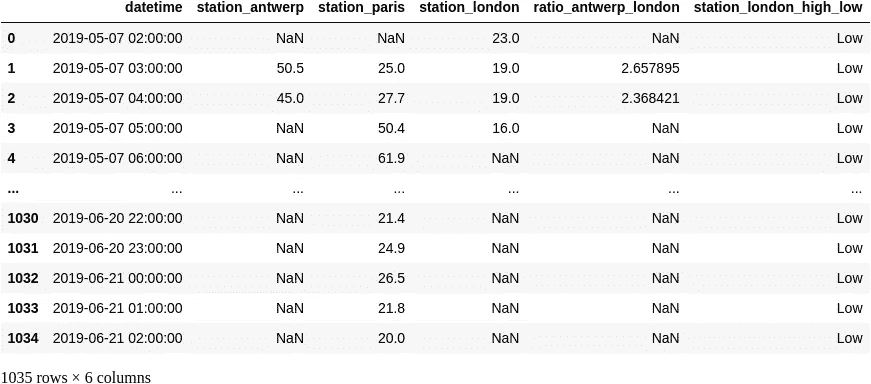 datetime station_antwerp station_paris station_london ratio_antwerp_london station_london_high_low
0 2019-05-07 02:00:00 NaN NaN 23.0 NaN Low
1 2019-05-07 03:00:00 50.5 25.0 19.0 2.657895 Low
2 2019-05-07 04:00:00 45.0 27.7 19.0 2.368421 Low
3 2019-05-07 05:00:00 NaN 50.4 16.0 NaN Low
4 2019-05-07 06:00:00 NaN 61.9 NaN NaN Low
... ... ... ... ... ... ...
1030 2019-06-20 22:00:00 NaN 21.4 NaN NaN Low
1031 2019-06-20 23:00:00 NaN 24.9 NaN NaN Low
1032 2019-06-21 00:00:00 NaN 26.5 NaN NaN Low
1033 2019-06-21 01:00:00 NaN 21.8 NaN NaN Low
1034 2019-06-21 02:00:00 NaN 20.0 NaN NaN Low
1035 rows × 6 columns